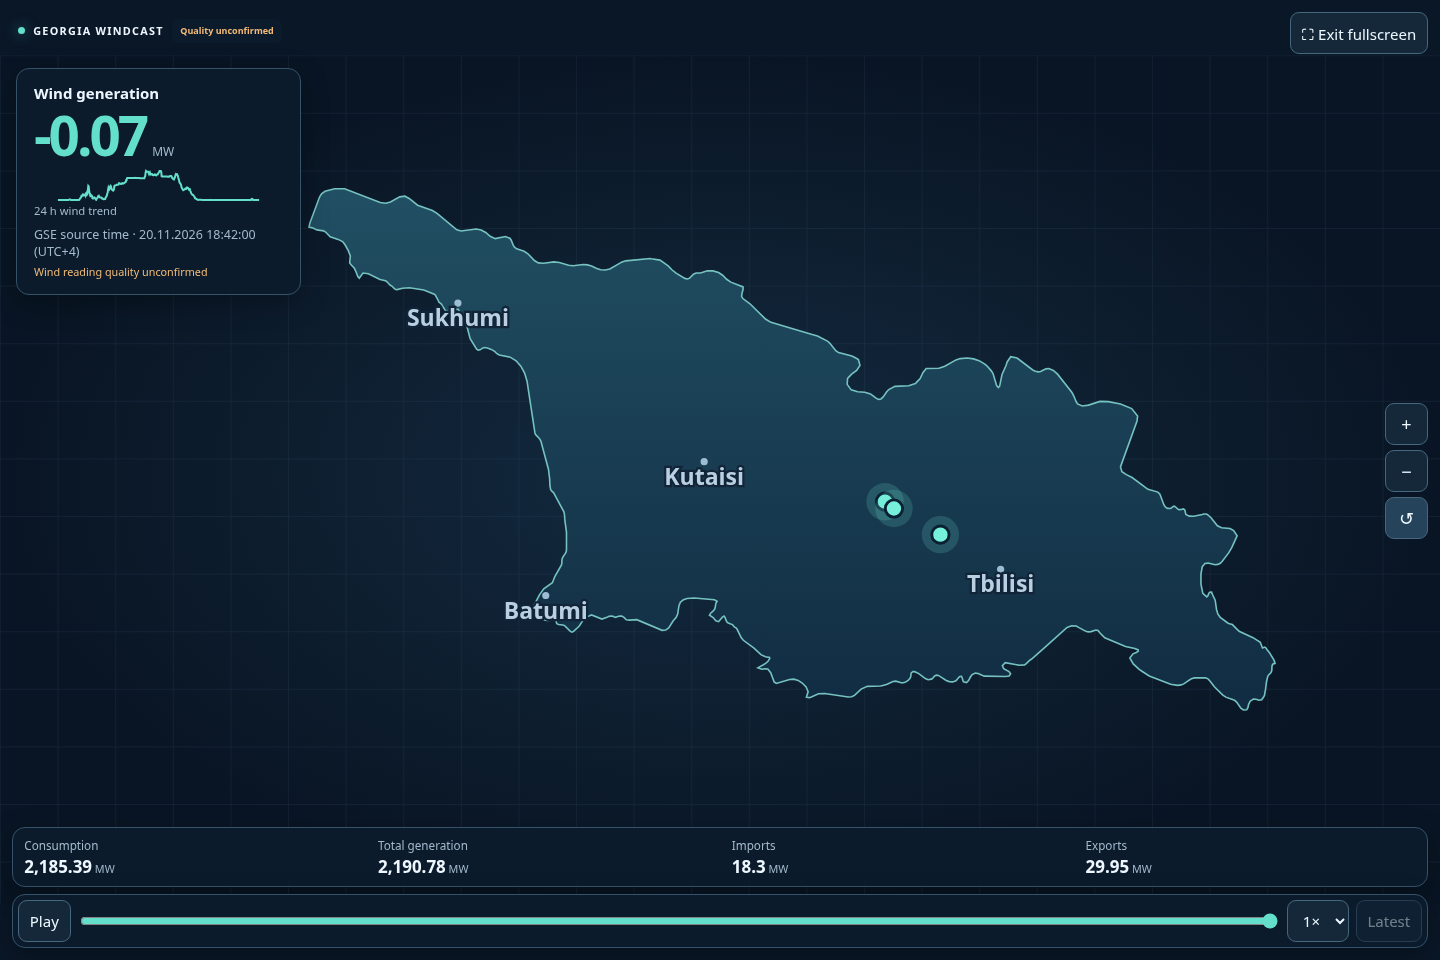 GEORGIA WINDCAST
Quality unconfirmed
Exit fullscreen
Wind generation
-0.07 MW
24 h wind trend
GSE source time · 20.11.2026 18:42:00
(UTC+4)
Wind reading quality unconfirmed
Sukhumi
Kutaisi
Tbilisi
Batumi
+
−
↺
Consumption
2,185.39 MW
Total generation
2,190.78 MW
Imports
18.3 MW
Exports
29.95 MW
Play
1×
Latest